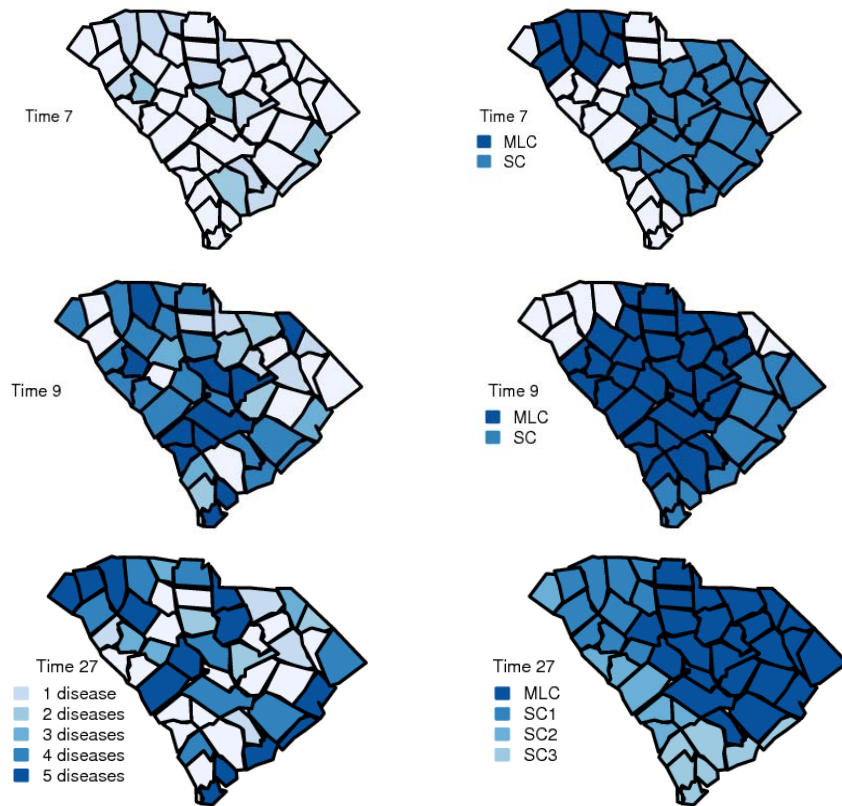 Time 7
Time 7
MLC
SC
Time 9
Time 9
MLC
SC
Time 27
1 disease
2 diseases
3 diseases
4 diseases
5 diseases
Time 27
MLC
SC1
SC2
SC3